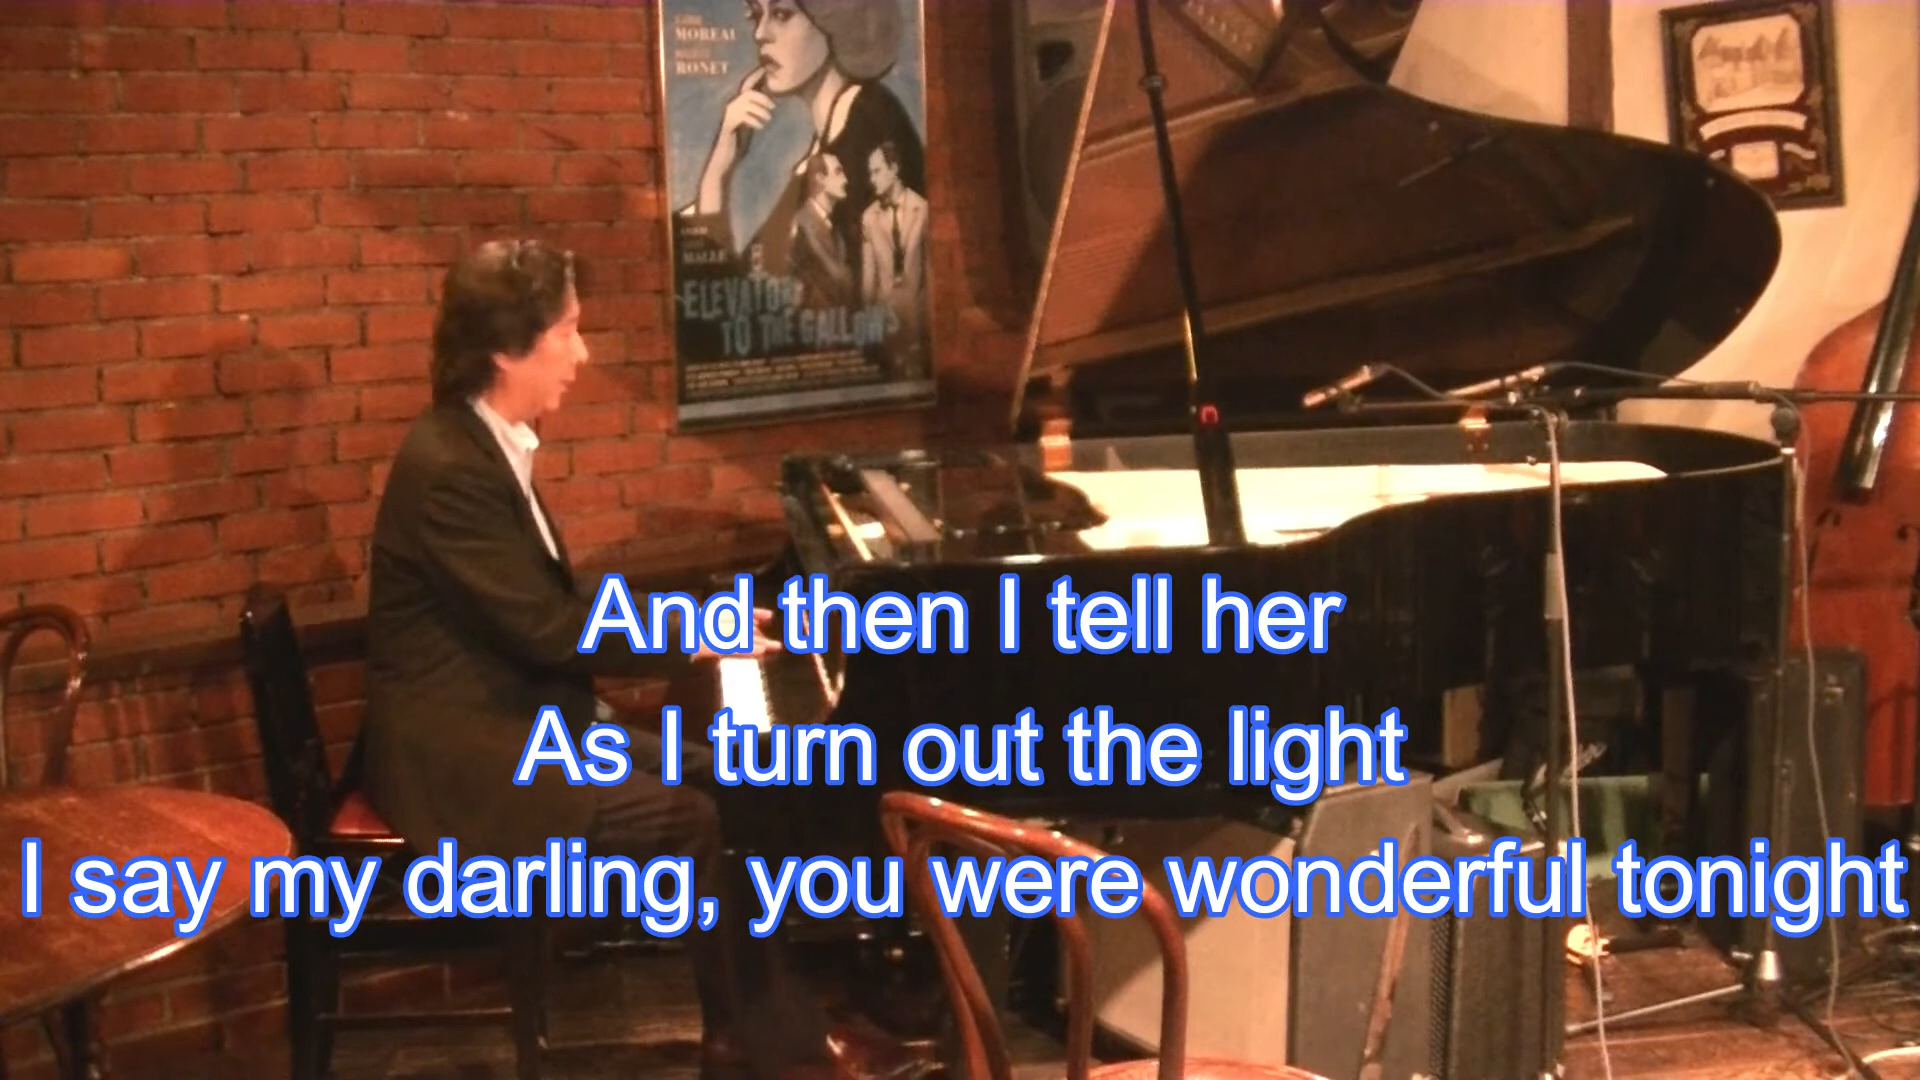 MOREAU
RONET
MALLE
ELEVATOR
TO THE GALLOWS
And then I tell her
As I turn out the light
I say my darling, you were wonderful tonight